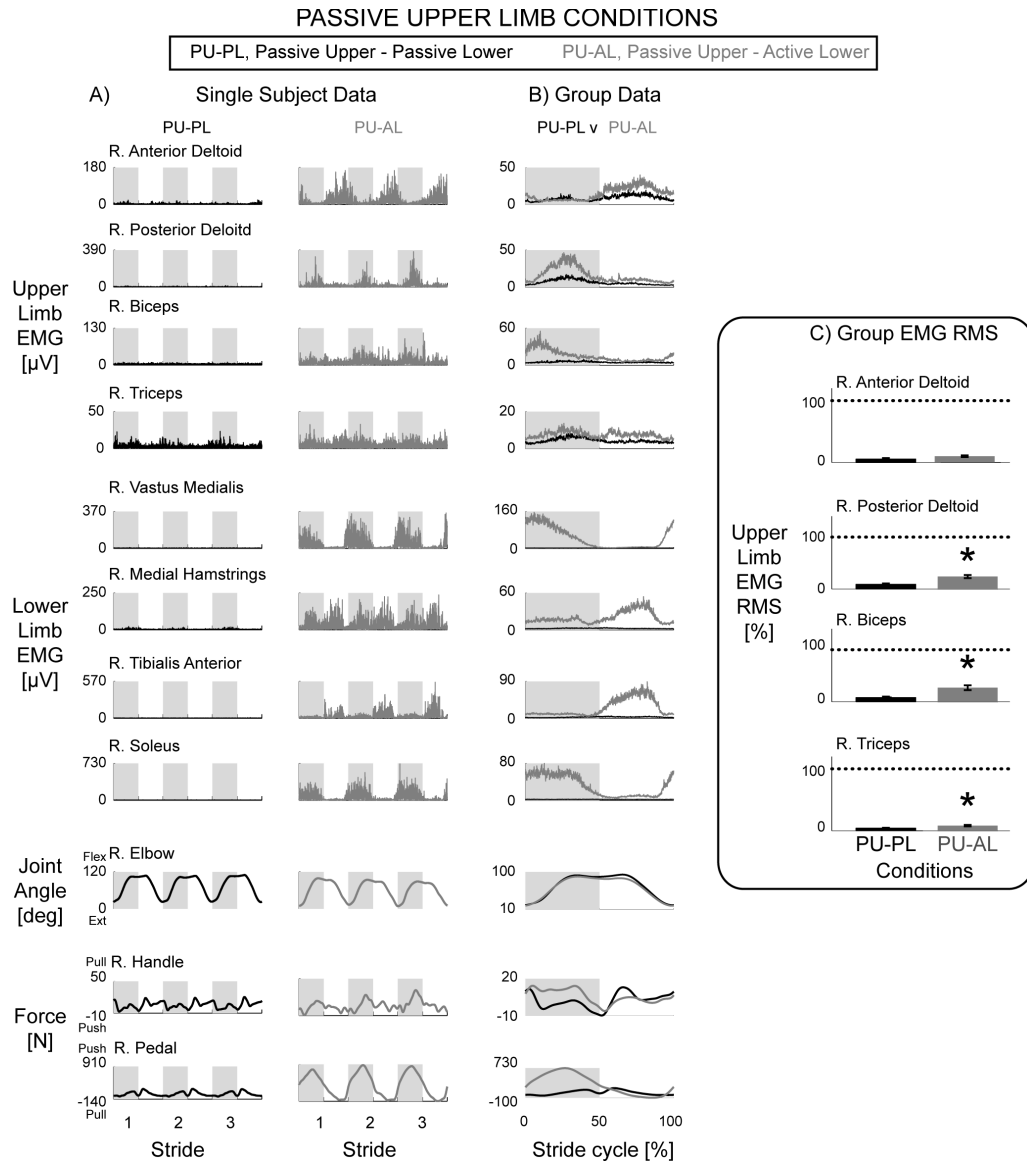 PASSIVE UPPER LIMB CONDITIONS
PU-PL, Passive Upper - Passive Lower PU-AL, Passive Upper - Active Lower
A) Single Subject Data B) Group Data
PU-PL PU-AL PU-PL v PU-AL
R. Anterior Deltoid
180 50
0 0
R. Posterior Deloitd
390 50
0 0
Upper
Limb
EMG
[µV]
R. Biceps
130 60
0 0
R. Triceps
50 20
0 0
R. Vastus Medialis
370 160
0 0
Lower
Limb
EMG
[µV]
R. Medial Hamstrings
250 60
0 0
R. Tibialis Anterior
570 90
0 0
R. Soleus
730 80
0 0
Joint
Angle
[deg]
Flex R. Elbow
120 100
0 10
Ext
Force
[N]
Pull R. Handle
50 20
-10 -10
Push
Push R. Pedal
910 730
-140 -100
Pull
1 2 3 1 2 3 0 50 100
Stride Stride Stride cycle [%]
C) Group EMG RMS
Upper
Limb
EMG
RMS
[%]
R. Anterior Deltoid
100
0
R. Posterior Deltoid
100
*
0
R. Biceps
100
*
0
R. Triceps
100
*
0
PU-PL PU-AL
Conditions